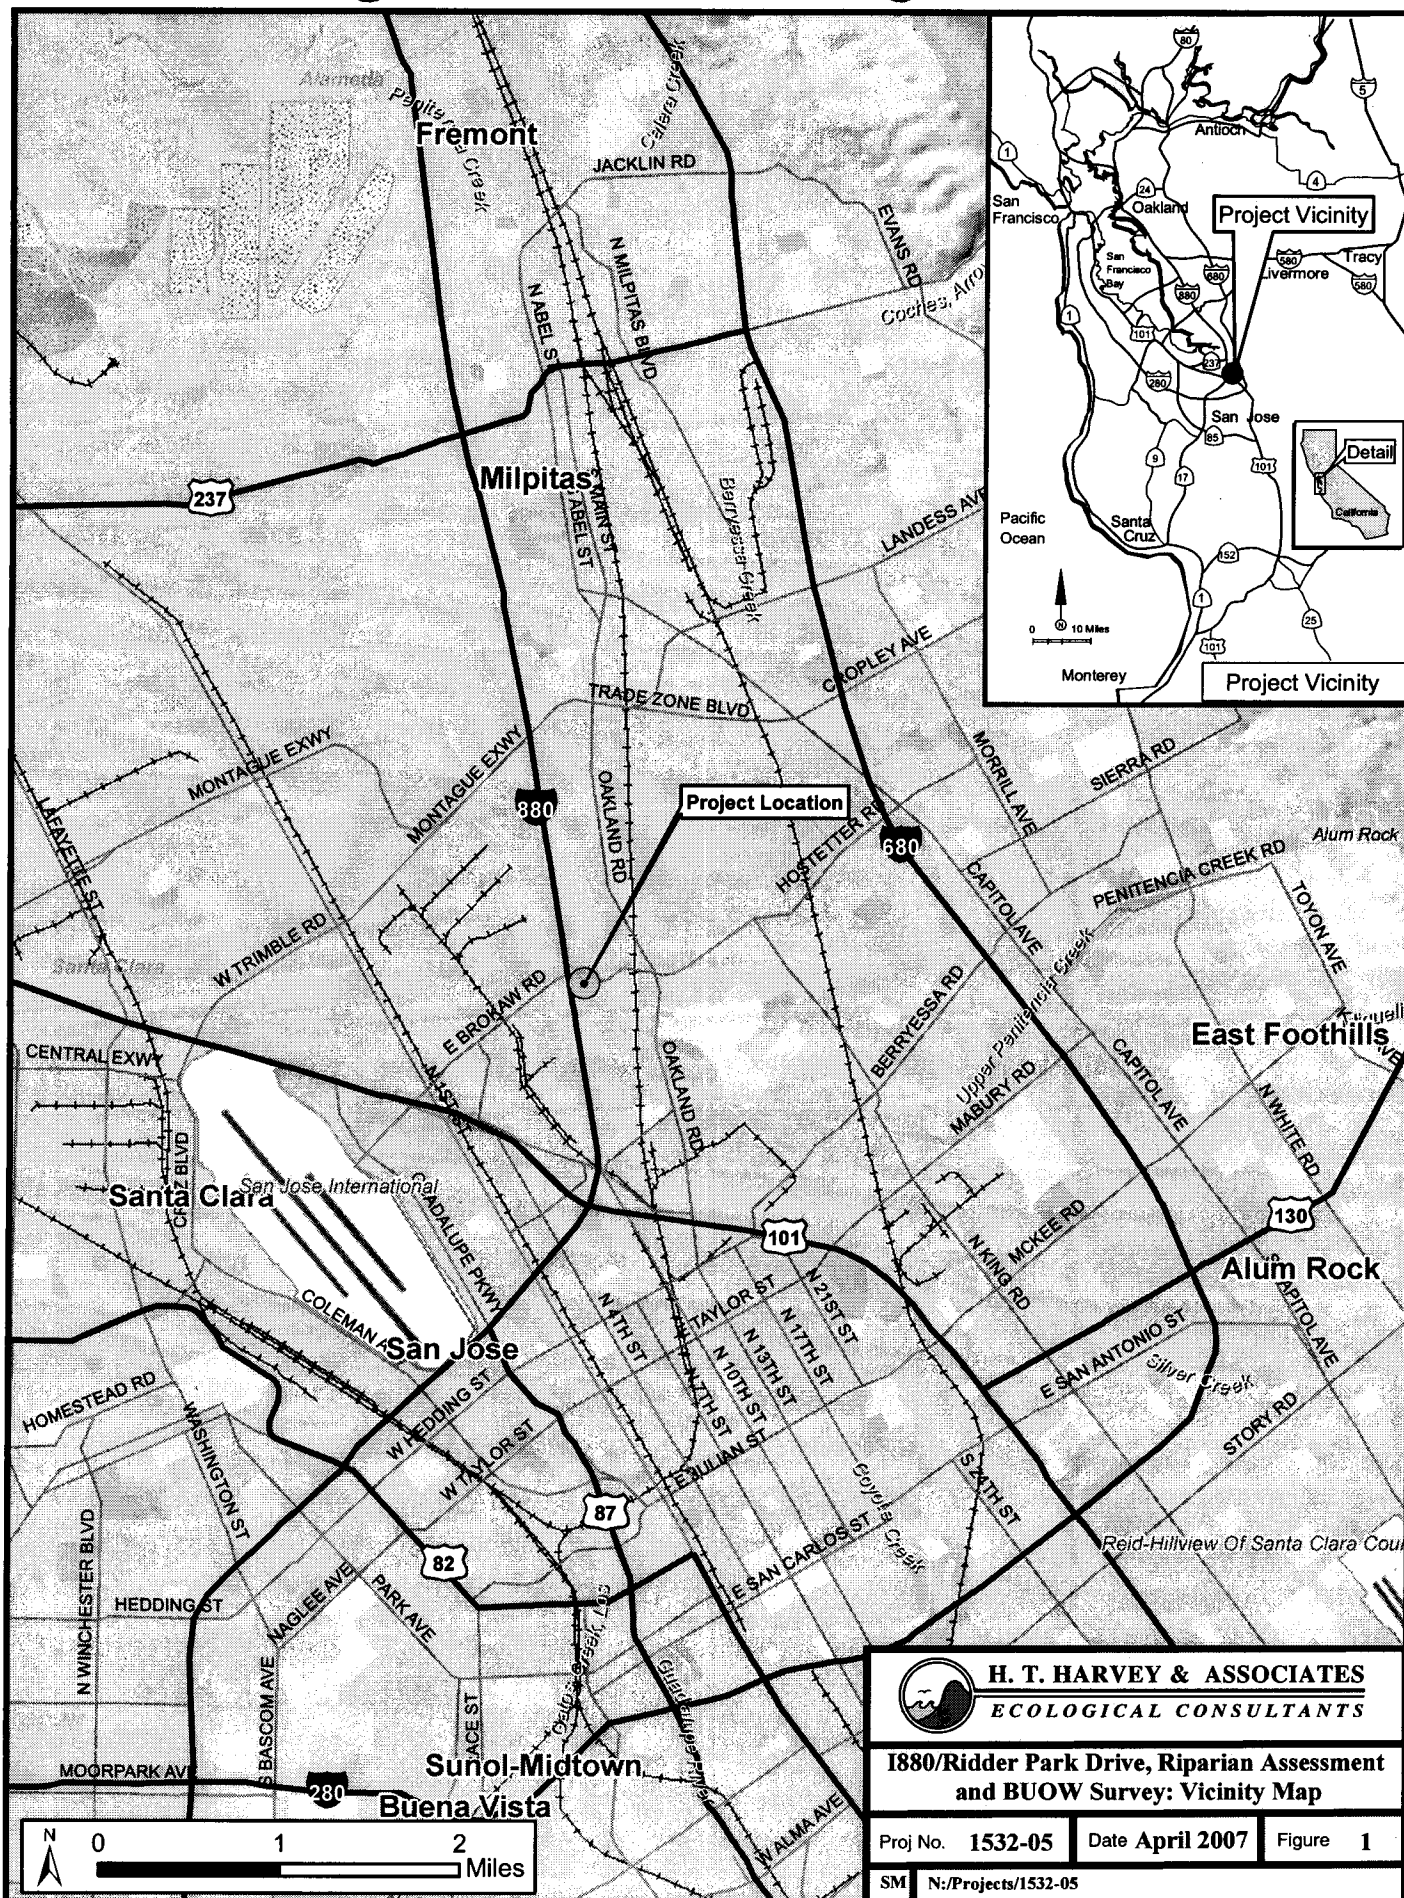 Alameda
Fremont
Calera Creek
JACKLIN RD
EVANS RD
N MILPITAS BLVD
N ABEL ST
Coches, Arro
237
Milpitas
MAIN ST
ABEL ST
Berryessa Creek
LANDESS AVE
CROPLEY AVE
TRADE ZONE BLVD
MONTAGUE EXWY
MONTAGUE EXWY
MORRILL AVE
SIERRA RD
880
OAKLAND RD
Project Location
HOSTETTER RD
680
Alum Rock
LAFAYETTE ST
PENITENCIA CREEK RD
CAPITOL AVE
TOYON AVE
W TRIMBLE RD
Santa Clara
E BROKAW RD
BERRYESSA RD
Upper Penitencia Creek
East Foothills
CENTRAL EXWY
N 1ST ST
OAKLAND RD
MABURY RD
CAPITOL AVE
N WHITE RD
Santa Clara
San Jose International
GUADALUPE PKWY
101
130
N KING RD
MCKEE RD
Alum Rock
CAPITOL AVE
COLEMAN A
San Jose
N 4TH ST
TAYLOR ST
N 21ST ST
N 17TH ST
N 13TH ST
N 10TH ST
N 7TH ST
E SAN ANTONIO ST
Silver Creek
HOMESTEAD RD
WASHINGTON ST
W HEDDING ST
W TAYLOR ST
E JULIAN ST
STORY RD
Coyote Creek
S 24TH ST
N WINCHESTER BLVD
87
82
Reid-Hillview Of Santa Clara Cou
HEDDING ST
NAGLEE AVE
PARK AVE
E SAN CARLOS ST
S BASCOM AVE
RACE ST
MOORPARK AVE
280
Sunol-Midtown
Buena Vista
W ALMA AVE
N
0 1 2
Miles
80
5
Antioch
1
4
24
San
Francisco
Oakland
Project Vicinity
San
Francisco
Bay
680
580
Tracy
Livermore
580
880
1
101
237
280
San Jose
85
Detail
9
17
101
California
Pacific
Ocean
Santa
Cruz
152
1
N
0 10 Miles
25
101
Monterey
Project Vicinity
H. T. HARVEY & ASSOCIATES
ECOLOGICAL CONSULTANTS
I880/Ridder Park Drive, Riparian Assessment
and BUOW Survey: Vicinity Map
Proj No. 1532-05 Date April 2007 Figure 1
SM N:/Projects/1532-05